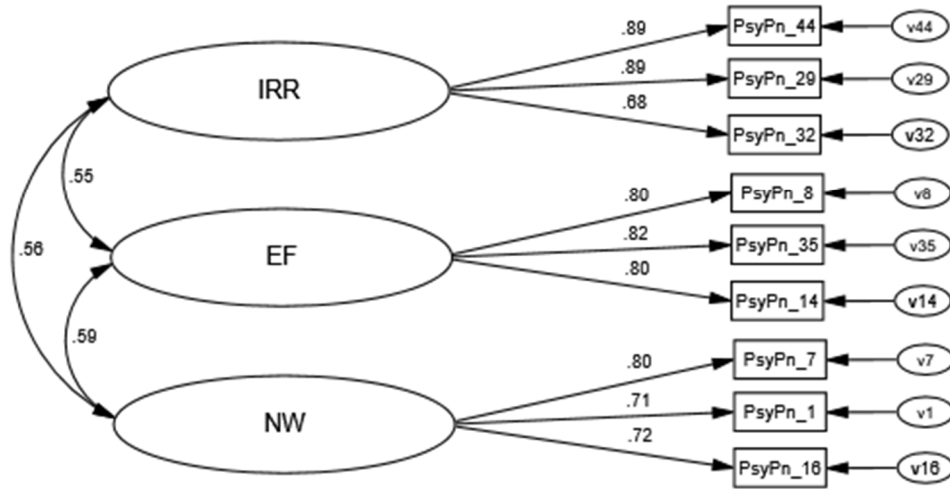 .89
PsyPn_44
v44
IRR
.89
PsyPn_29
v29
.68
PsyPn_32
v32
.55
.80
PsyPn_8
v8
.56
EF
.82
PsyPn_35
v35
.80
PsyPn_14
v14
.59
.80
PsyPn_7
v7
NW
.71
PsyPn_1
v1
.72
PsyPn_16
v16